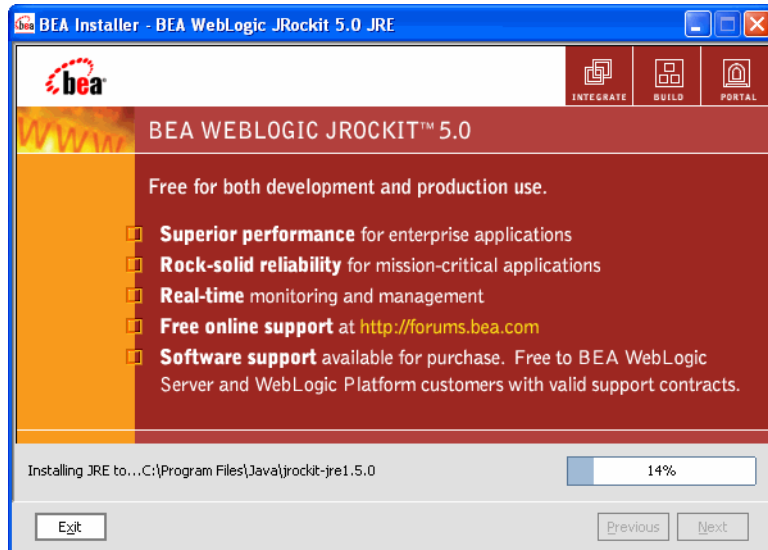 BEA Installer - BEA WebLogic JRockit 5.0 JRE
bea
INTEGRATE
BUILD
PORTAL
WWW
BEA WEBLOGIC JROCKIT™ 5.0
Free for both development and production use.
Superior performance for enterprise applications
Rock-solid reliability for mission-critical applications
Real-time monitoring and management
Free online support at http://forums.bea.com
Software support available for purchase. Free to BEA WebLogic
Server and WebLogic Platform customers with valid support contracts.
Installing JRE to...C:\Program Files\Java\jrockit-jre1.5.0
14%
Exit
Previous
Next